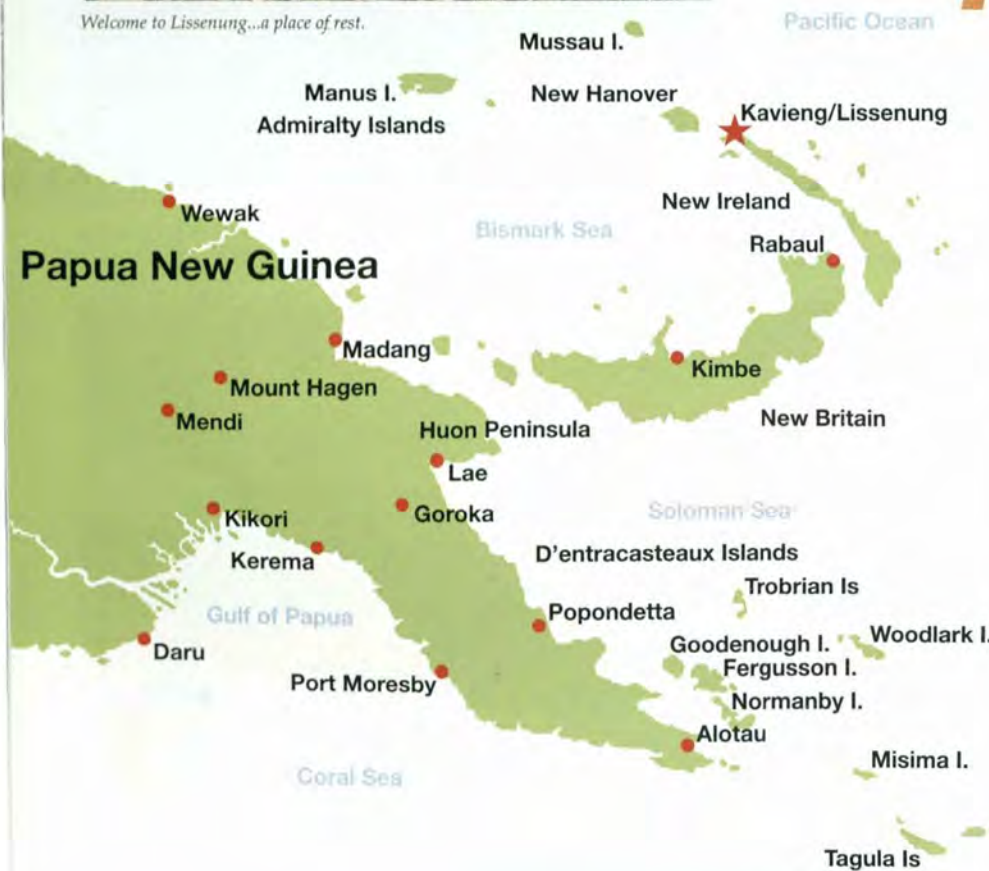 Welcome to Lissenung...a place of rest.
Pacific Ocean
Mussau I.
Manus I.
New Hanover
Kavieng/Lissenung
Admiralty Islands
New Ireland
Wewak
Bismark Sea
Rabaul
Papua New Guinea
Madang
Kimbe
Mount Hagen
Mendi
New Britain
Huon Peninsula
Lae
Kikori
Goroka
Soloman Sea
Kerema
D'entracasteaux Islands
Trobrian Is
Gulf of Papua
Popondetta
Woodlark I.
Daru
Goodenough I.
Fergusson I.
Port Moresby
Normanby I.
Alotau
Misima I.
Coral Sea
Tagula Is